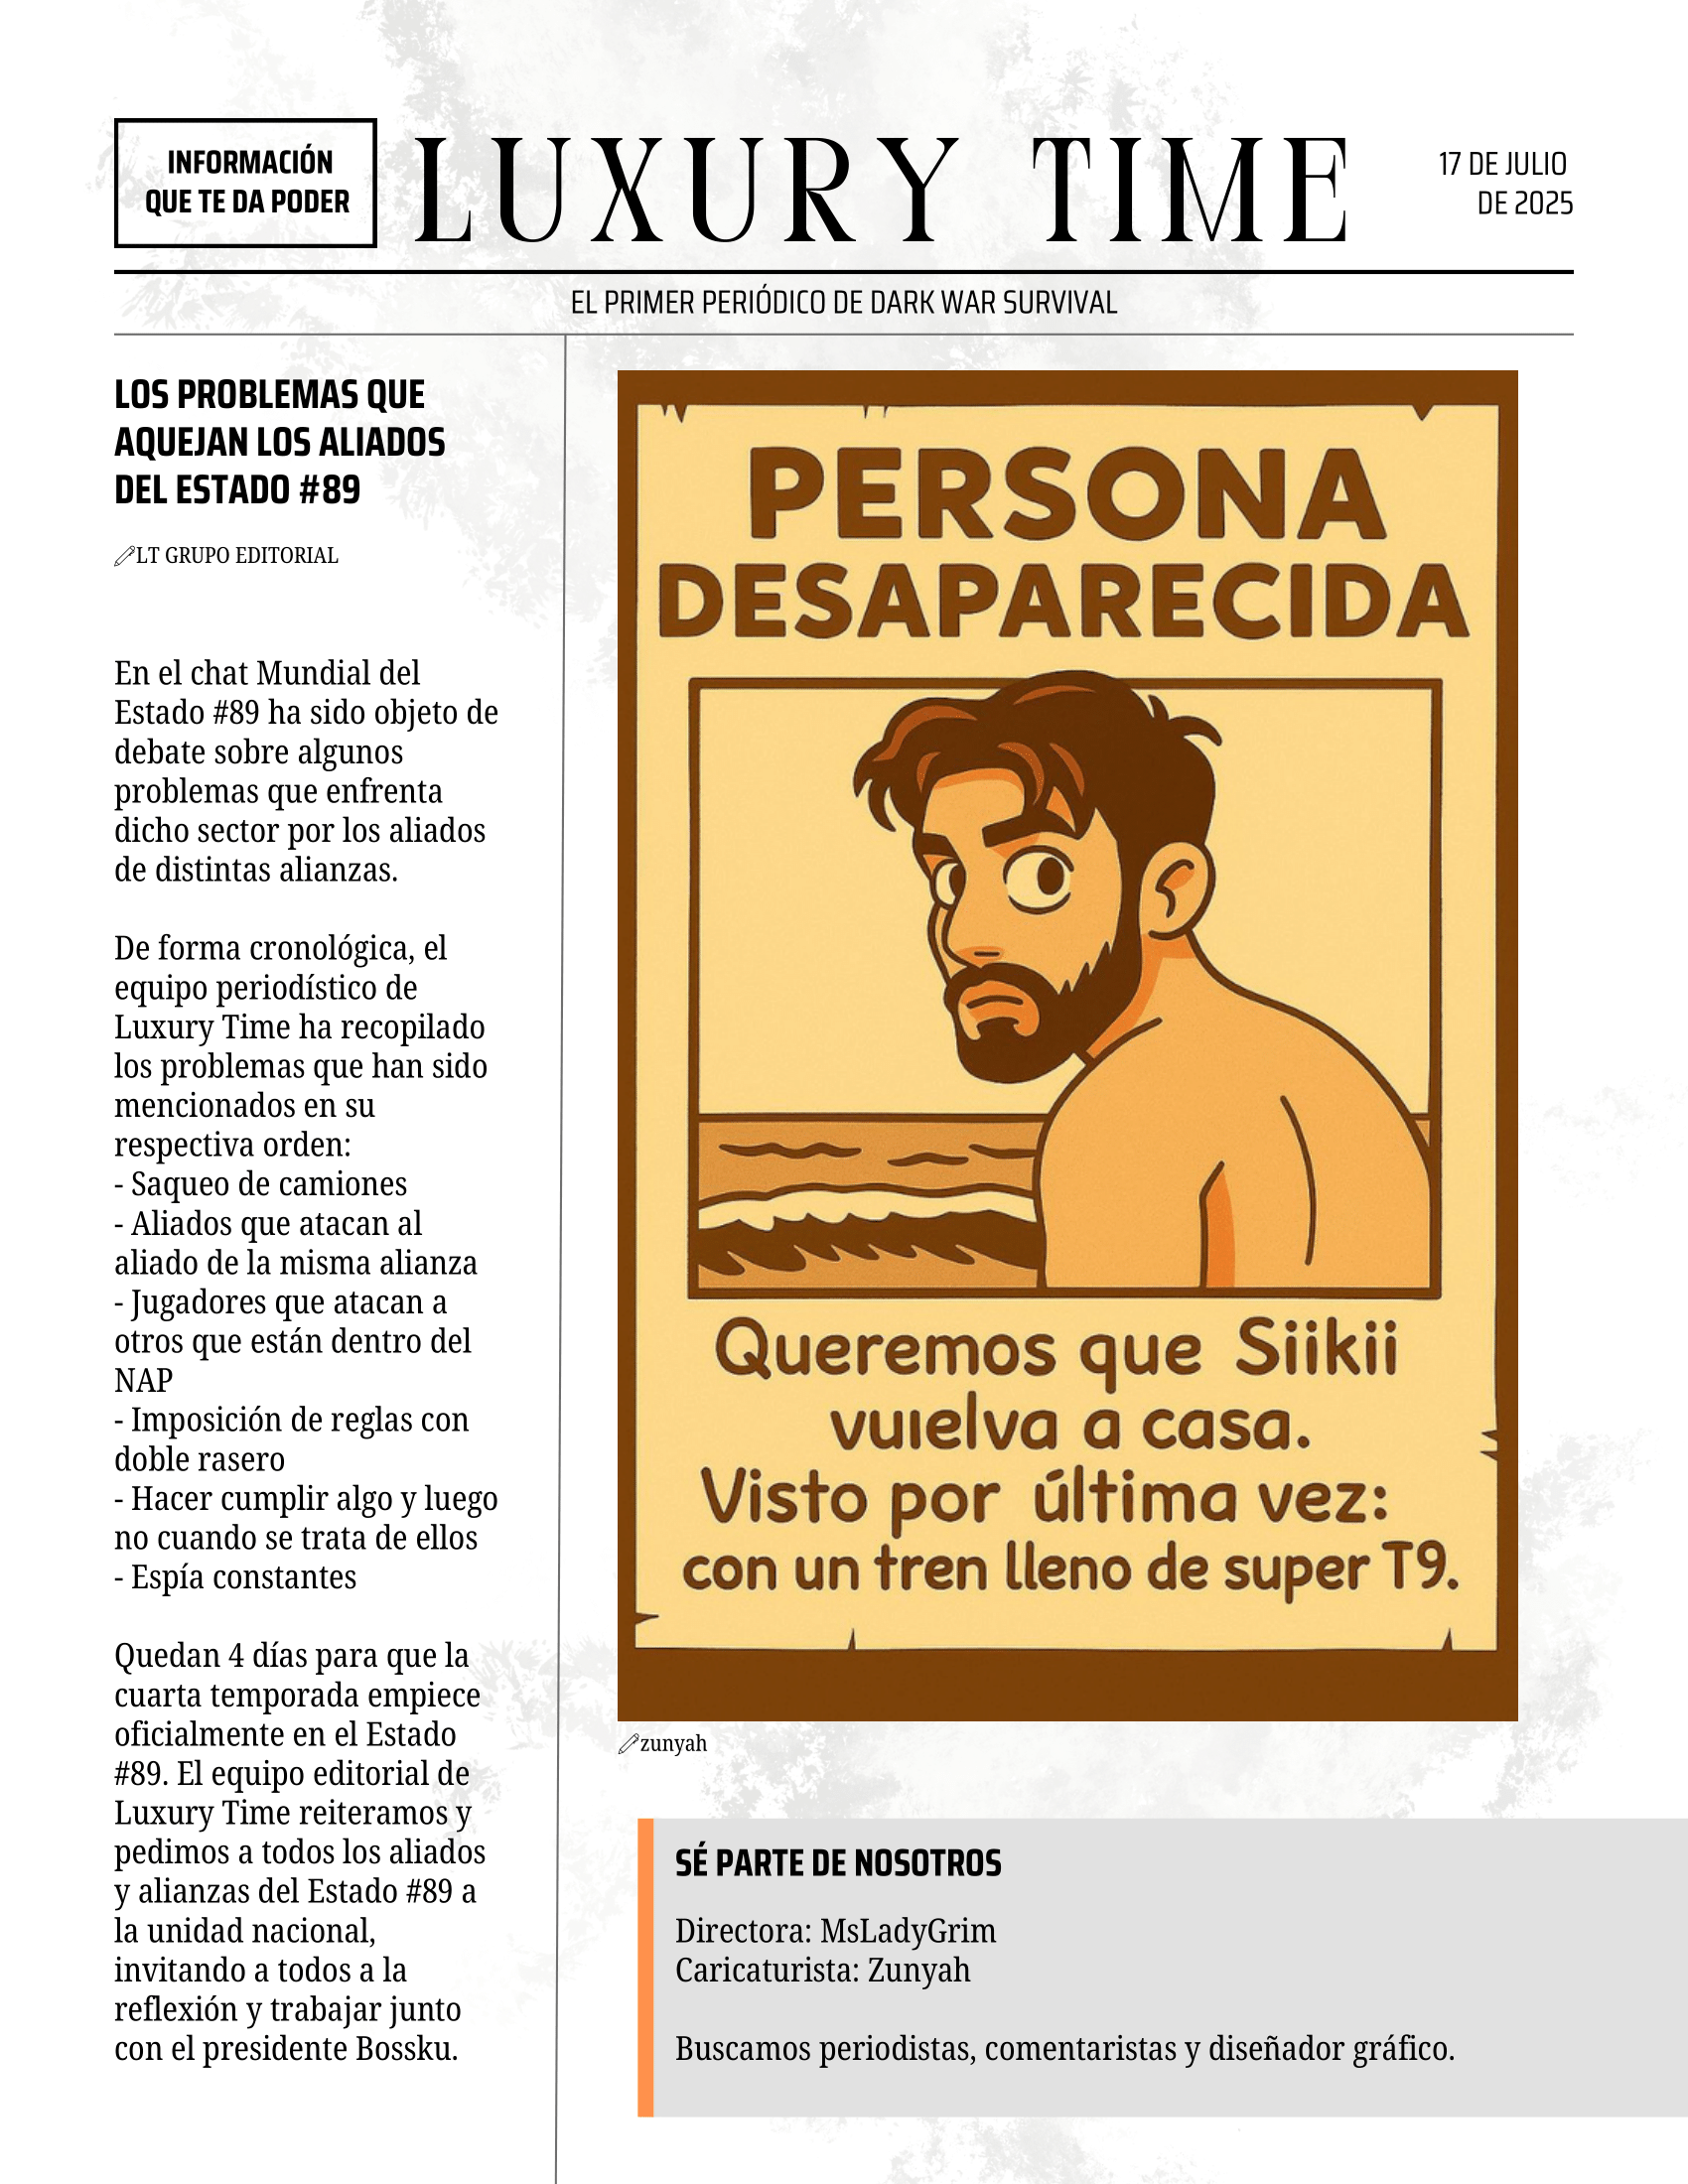 INFORMACIÓN
QUE TE DA PODER
LUXURY TIME
17 DE JULIO
DE 2025
EL PRIMER PERIÓDICO DE DARK WAR SURVIVAL
LOS PROBLEMAS QUE
AQUEJAN LOS ALIADOS
DEL ESTADO #89
LT GRUPO EDITORIAL
En el chat Mundial del
Estado #89 ha sido objeto de
debate sobre algunos
problemas que enfrenta
dicho sector por los aliados
de distintas alianzas.
De forma cronológica, el
equipo periodístico de
Luxury Time ha recopilado
los problemas que han sido
mencionados en su
respectiva orden:
- Saqueo de camiones
- Aliados que atacan al
aliado de la misma alianza
- Jugadores que atacan a
otros que están dentro del
NAP
- Imposición de reglas con
doble rasero
- Hacer cumplir algo y luego
no cuando se trata de ellos
- Espía constantes
Quedan 4 días para que la
cuarta temporada empiece
oficialmente en el Estado
#89. El equipo editorial de
Luxury Time reiteramos y
pedimos a todos los aliados
y alianzas del Estado #89 a
la unidad nacional,
invitando a todos a la
reflexión y trabajar junto
con el presidente Bossku.
PERSONA
DESAPARECIDA
Queremos que Siikii
vuıelva a casa.
Visto por última vez:
con un tren lleno de super T9.
zunyah
SÉ PARTE DE NOSOTROS
Directora: MsLadyGrim
Caricaturista: Zunyah
Buscamos periodistas, comentaristas y diseñador gráfico.